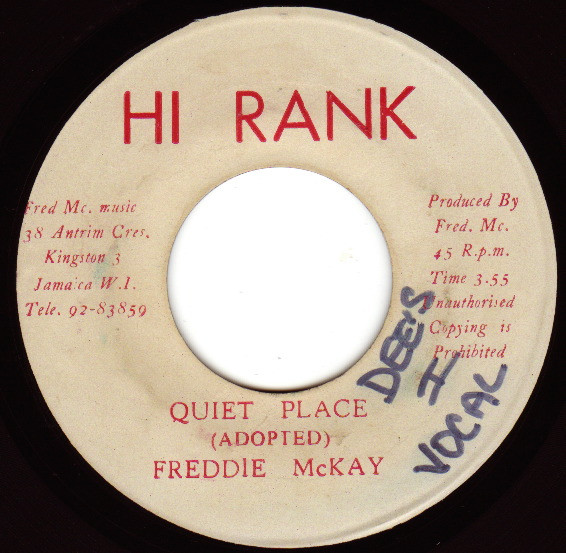 HI RANK
Fred Mc. music
38 Antrim Cres.
Kingston 3
Jamaica W.I.
Tele. 92-83859
Produced By
Fred. Mc.
45 R.p.m.
Time 3.55
Unauthorised
Copying is
Prohibited
DEE'S
I
VOCAL
QUIET PLACE
(ADOPTED)
FREDDIE McKAY